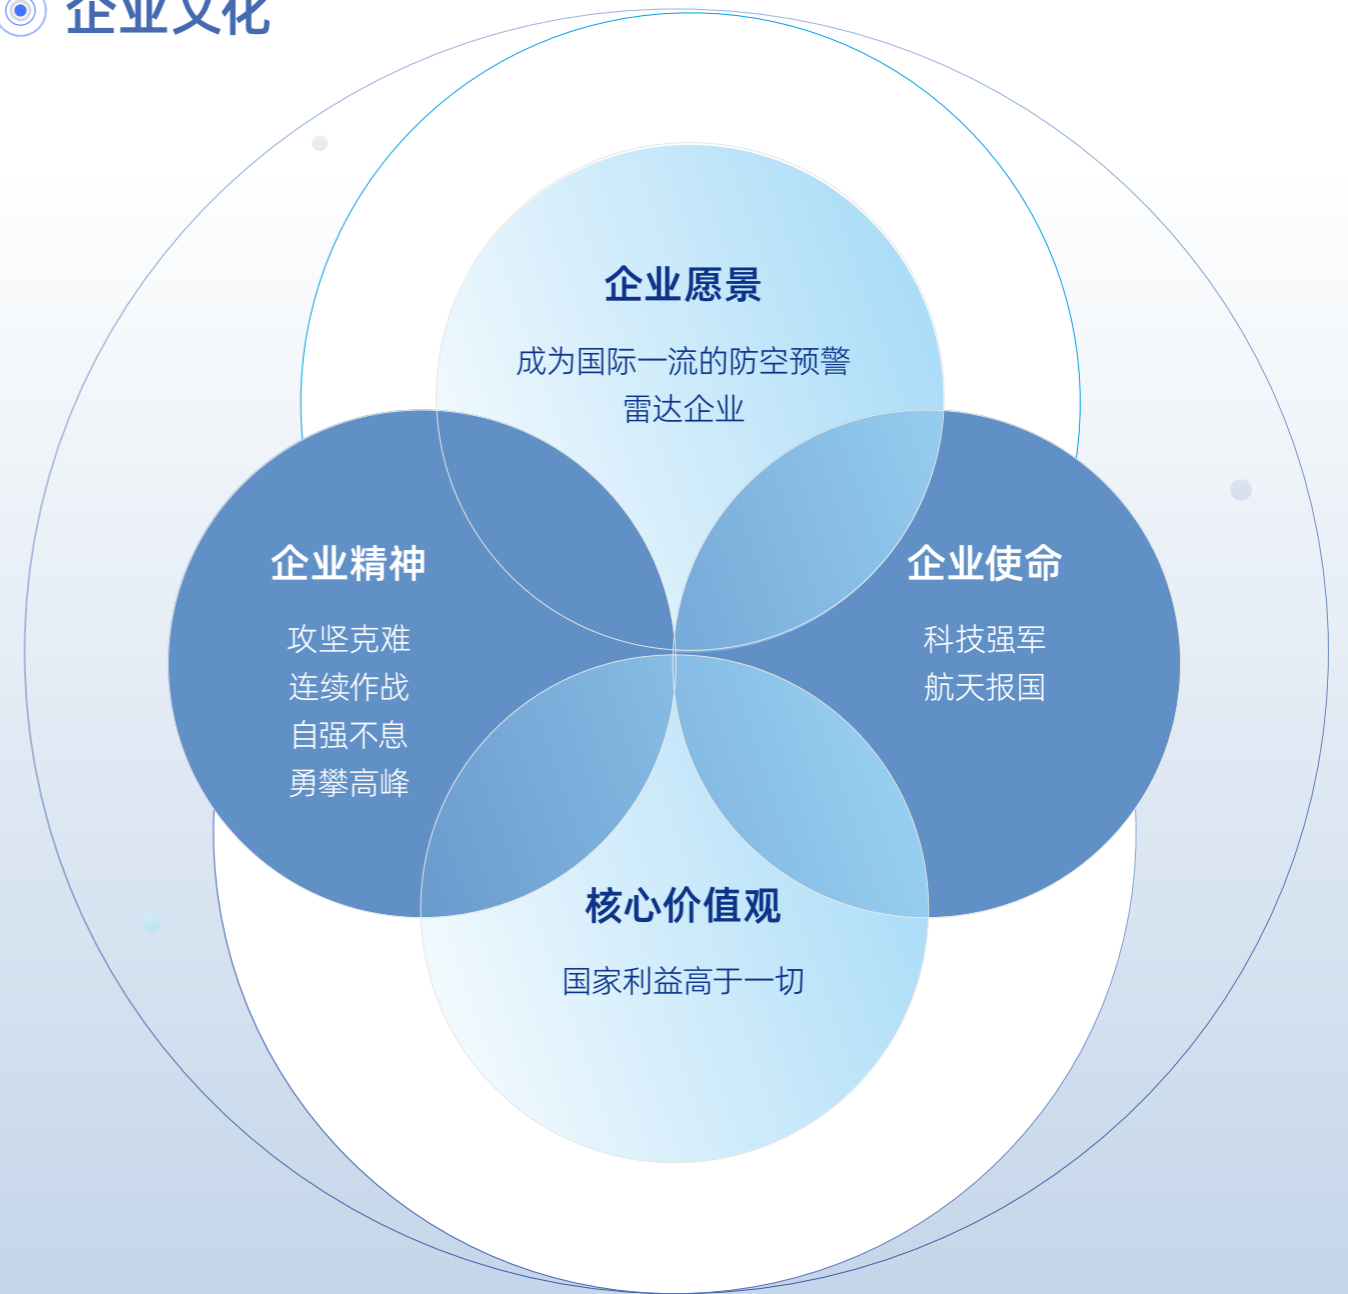 企业文化
企业愿景
成为国际一流的防空预警
雷达企业
企业精神
攻坚克难
连续作战
自强不息
勇攀高峰
企业使命
科技强军
航天报国
核心价值观
国家利益高于一切